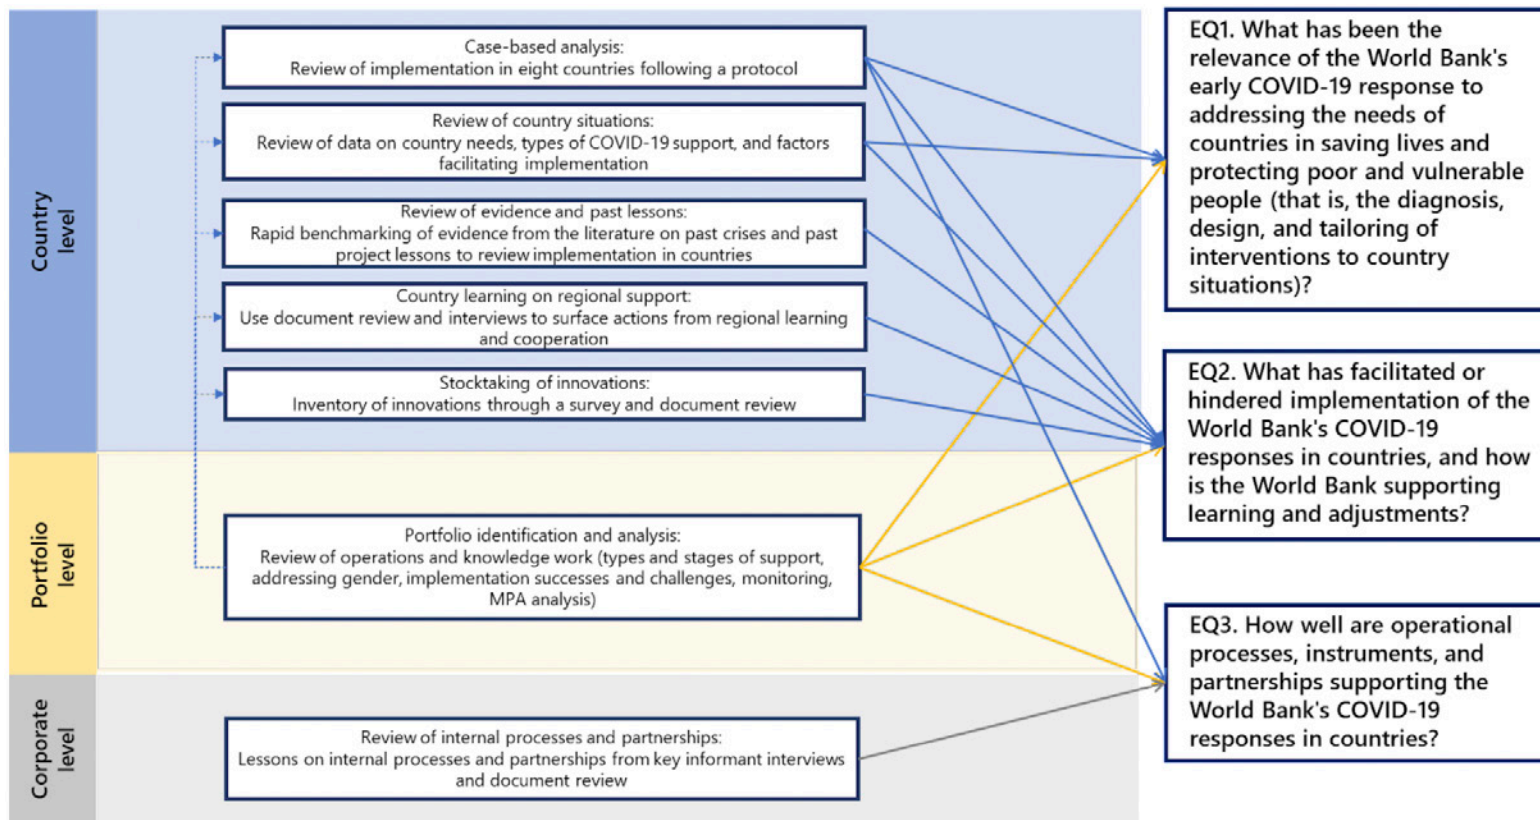 Country
level
Case-based analysis:
Review of implementation in eight countries following a protocol
Review of country situations:
Review of data on country needs, types of COVID-19 support, and factors
facilitating implementation
Review of evidence and past lessons:
Rapid benchmarking of evidence from the literature on past crises and past
project lessons to review implementation in countries
Country learning on regional support:
Use document review and interviews to surface actions from regional learning
and cooperation
Stocktaking of innovations:
Inventory of innovations through a survey and document review
Portfolio
level
Portfolio identification and analysis:
Review of operations and knowledge work (types and stages of support,
addressing gender, implementation successes and challenges, monitoring,
MPA analysis)
Corporate
level
Review of internal processes and partnerships:
Lessons on internal processes and partnerships from key informant interviews
and document review
EQ1. What has been the
relevance of the World Bank's
early COVID-19 response to
addressing the needs of
countries in saving lives and
protecting poor and vulnerable
people (that is, the diagnosis,
design, and tailoring of
interventions to country
situations)?
EQ2. What has facilitated or
hindered implementation of the
World Bank's COVID-19
responses in countries, and how
is the World Bank supporting
learning and adjustments?
EQ3. How well are operational
processes, instruments, and
partnerships supporting the
World Bank's COVID-19
responses in countries?